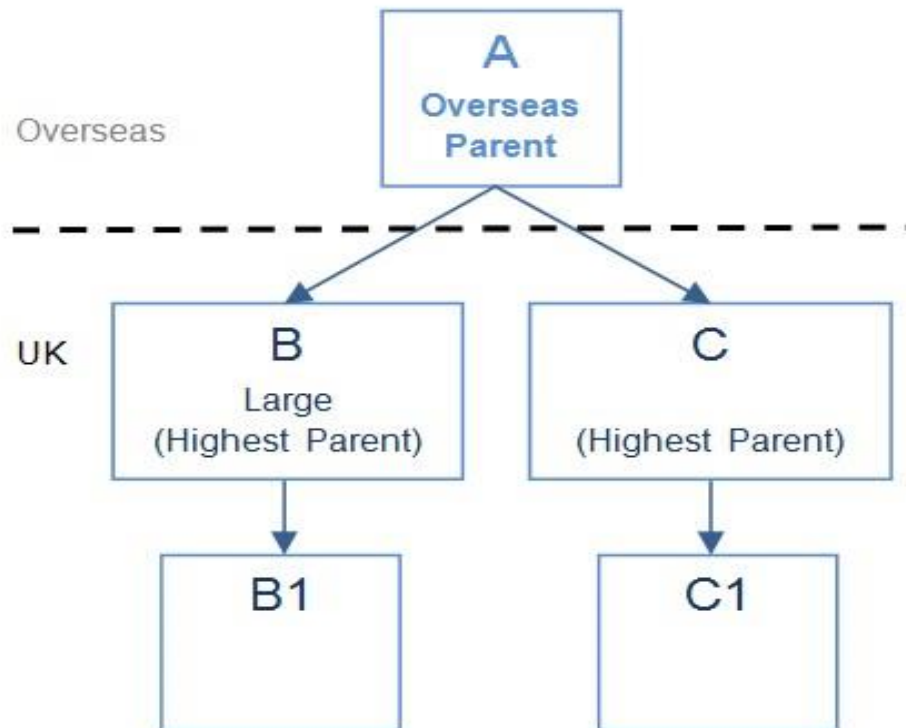 A
Overseas
Parent
Overseas
UK
B
Large
(Highest Parent)
C
(Highest Parent)
B1
C1